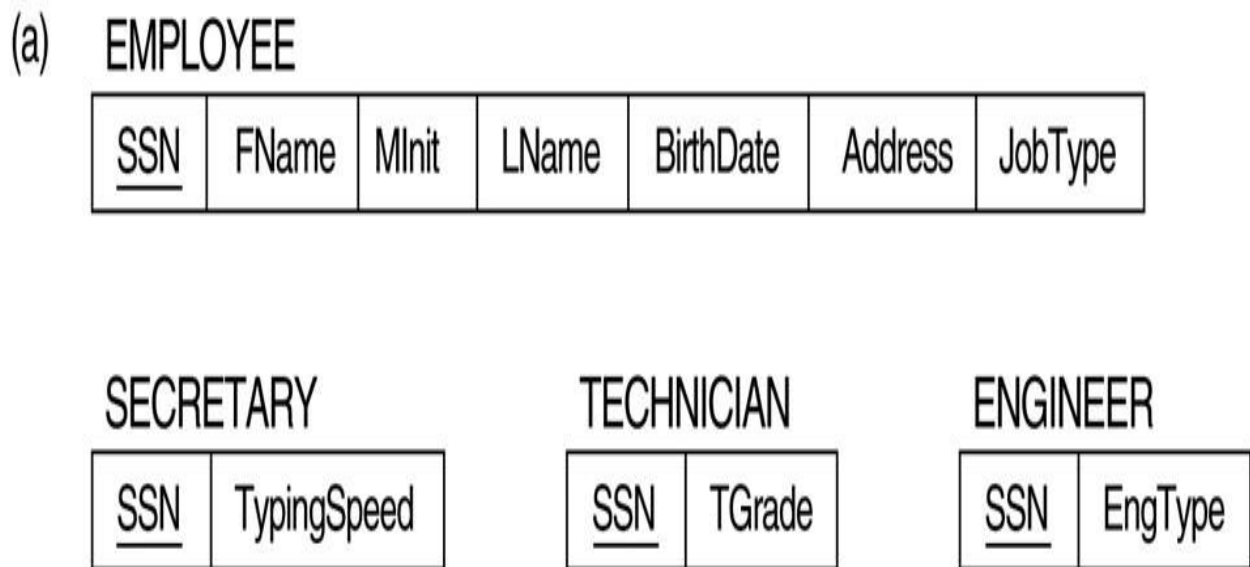 (a) EMPLOYEE
SSN FName MInit LName BirthDate Address JobType
SECRETARY TECHNICIAN ENGINEER
SSN TypingSpeed SSN TGrade SSN EngType